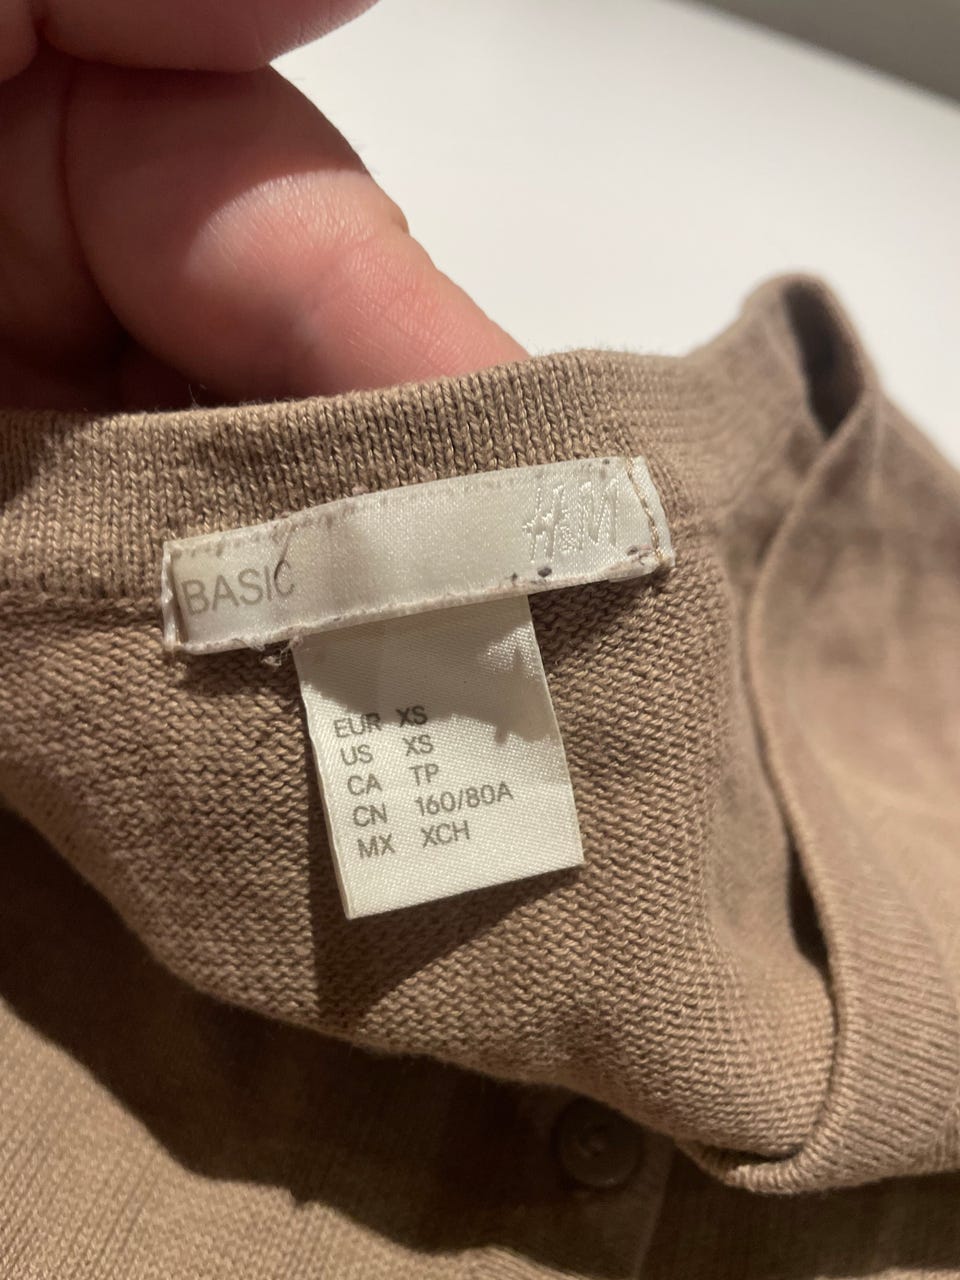 BASIC H&M
EUR XS
US XS
CA TP
CN 160/80A
MX XCH